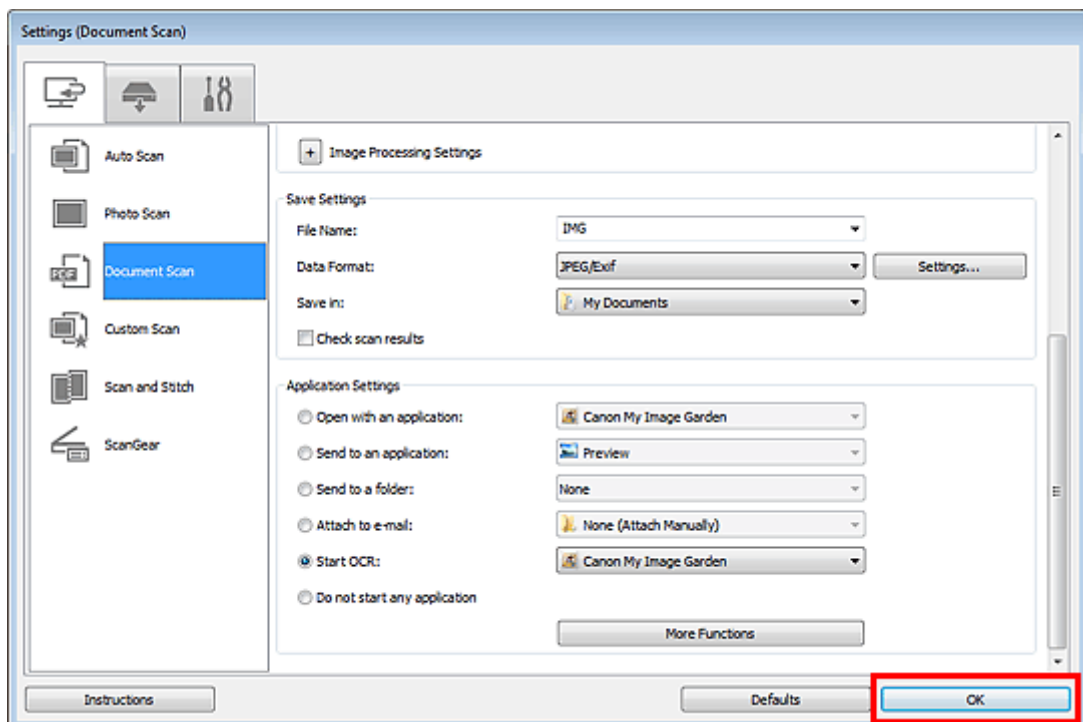 Settings (Document Scan)
Auto Scan
Photo Scan
PDF
Document Scan
Custom Scan
Scan and Stitch
ScanGear
+ Image Processing Settings
Save Settings
File Name: IMG
Data Format: JPEG/Exif Settings...
Save in: My Documents
Check scan results
Application Settings
Open with an application: Canon My Image Garden
Send to an application: Preview
Send to a folder: None
Attach to e-mail: None (Attach Manually)
Start OCR: Canon My Image Garden
Do not start any application
More Functions
Instructions Defaults OK